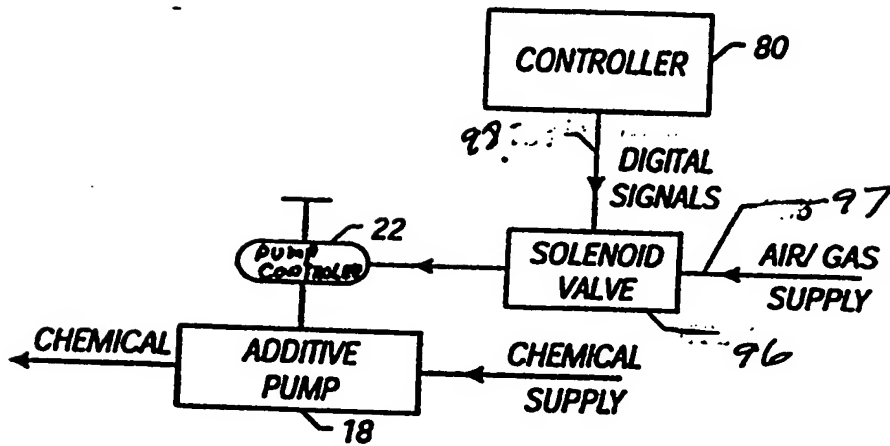 CONTROLLER
80
98
DIGITAL
SIGNALS
97
22
PUMP
CONTROLLER
SOLENOID
VALVE
AIR/GAS
SUPPLY
96
CHEMICAL
ADDITIVE
PUMP
CHEMICAL
SUPPLY
18